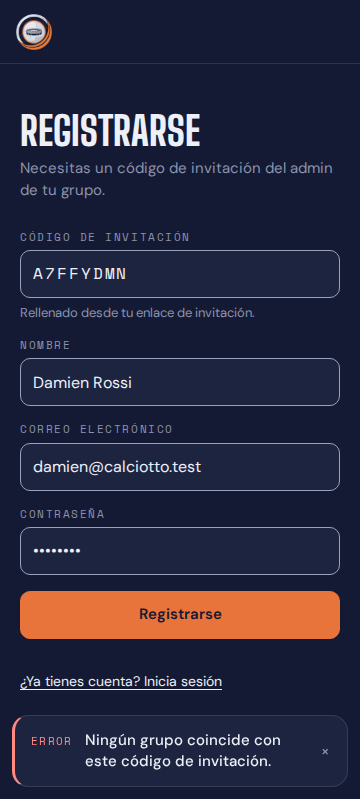 REGISTRARSE
Necesitas un código de invitación del admin
de tu grupo.
CÓDIGO DE INVITACIÓN
A7FFYDMN
Rellenado desde tu enlace de invitación.
NOMBRE
Damien Rossi
CORREO ELECTRÓNICO
damien@calciotto.test
CONTRASEÑA
••••••••
Registrarse
¿Ya tienes cuenta? Inicia sesión
ERROR Ningún grupo coincide con
este código de invitación.
×